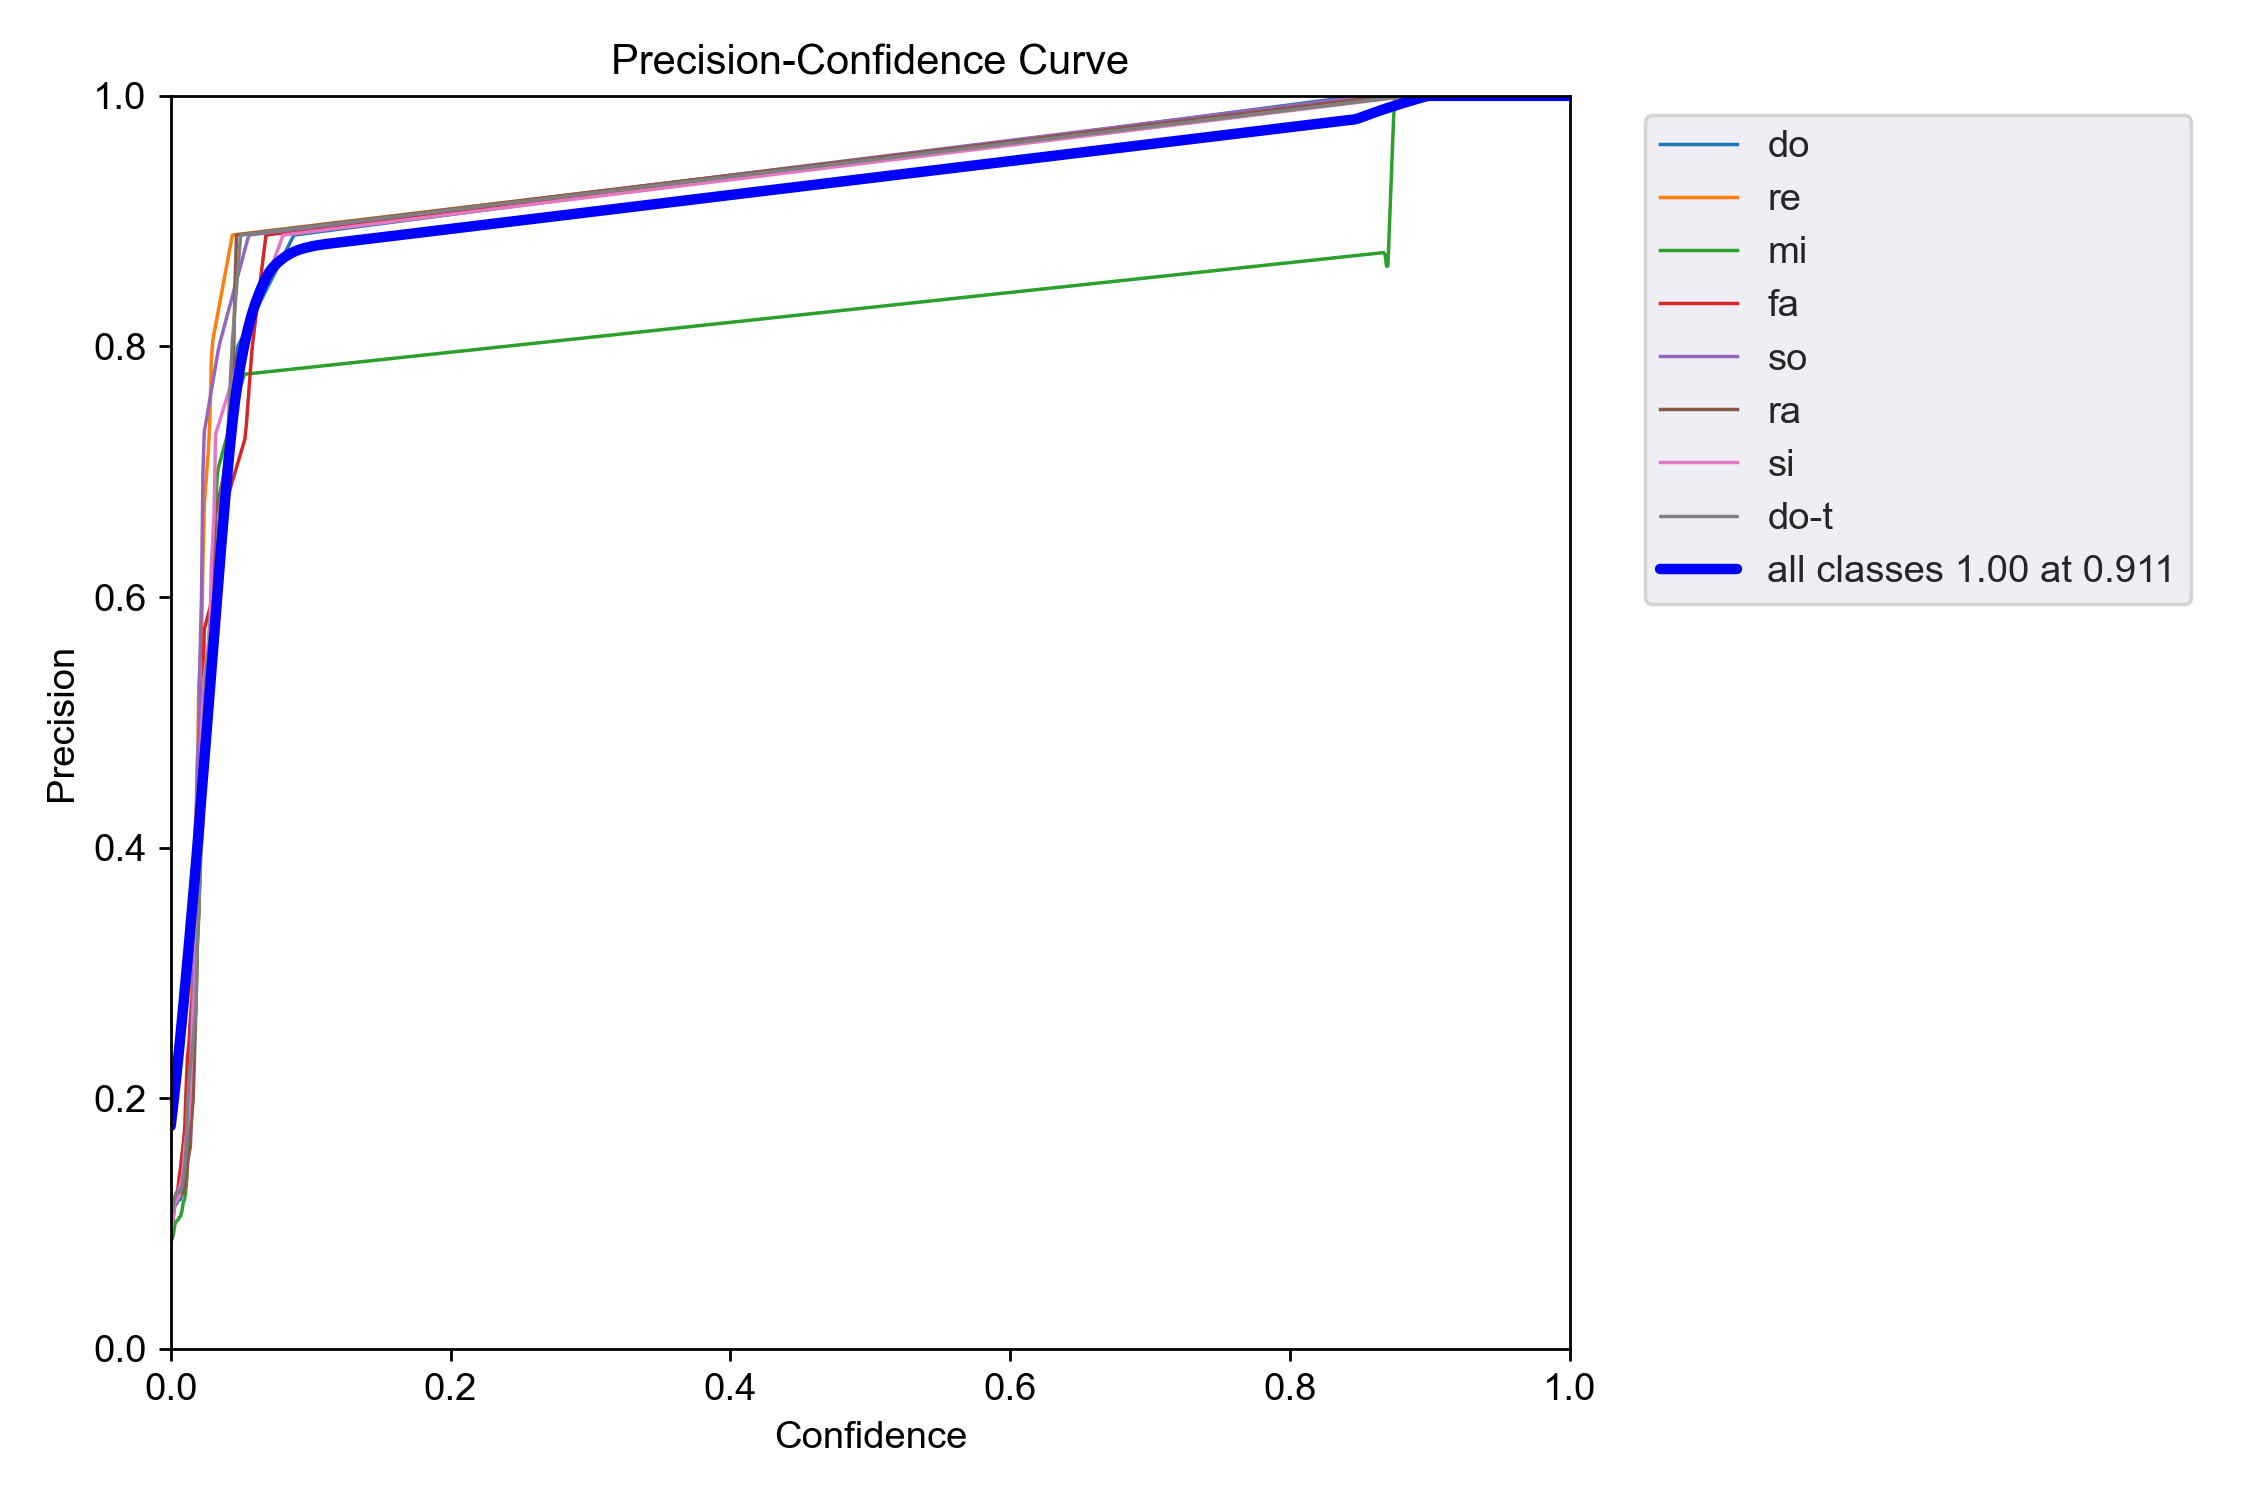 Precision-Confidence Curve
1.0
0.8
0.6
0.4
0.2
0.0
Precision
0.0 0.2 0.4 0.6 0.8 1.0
Confidence
do
re
mi
fa
so
ra
si
do-t
all classes 1.00 at 0.911